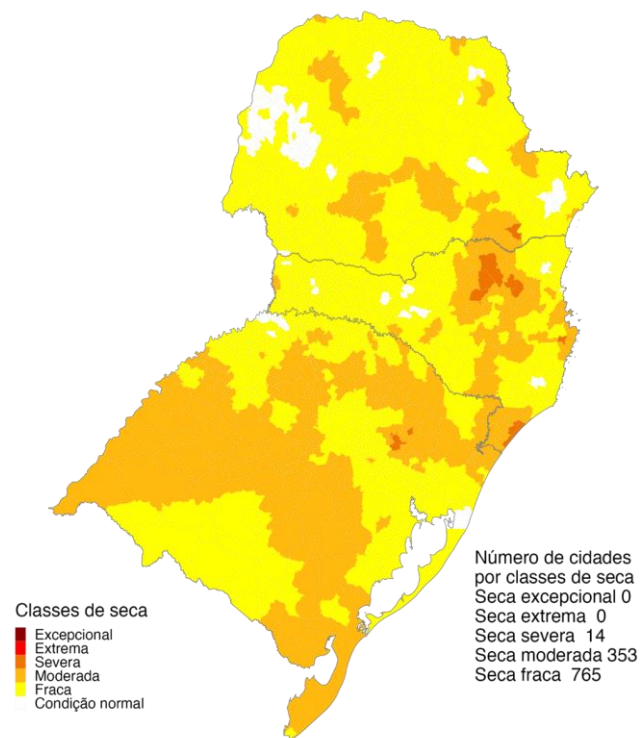 Classes de seca
Excepcional
Extrema
Severa
Moderada
Fraca
Condição normal
Número de cidades
por classes de seca
Seca excepcional 0
Seca extrema 0
Seca severa 14
Seca moderada 353
Seca fraca 765